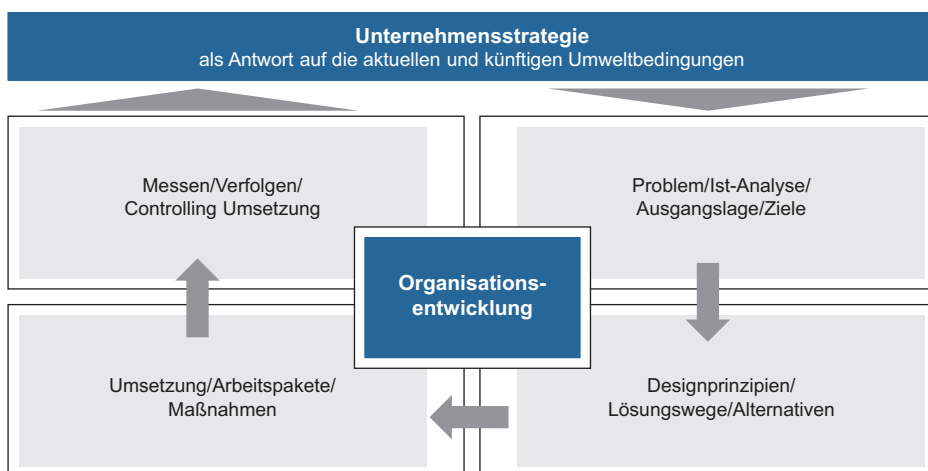 Unternehmensstrategie
als Antwort auf die aktuellen und künftigen Umweltbedingungen
Messen/Verfolgen/
Controlling Umsetzung
Problem/Ist-Analyse/
Ausgangslage/Ziele
Organisations-
entwicklung
Umsetzung/Arbeitspakete/
Maßnahmen
Designprinzipien/
Lösungswege/Alternativen